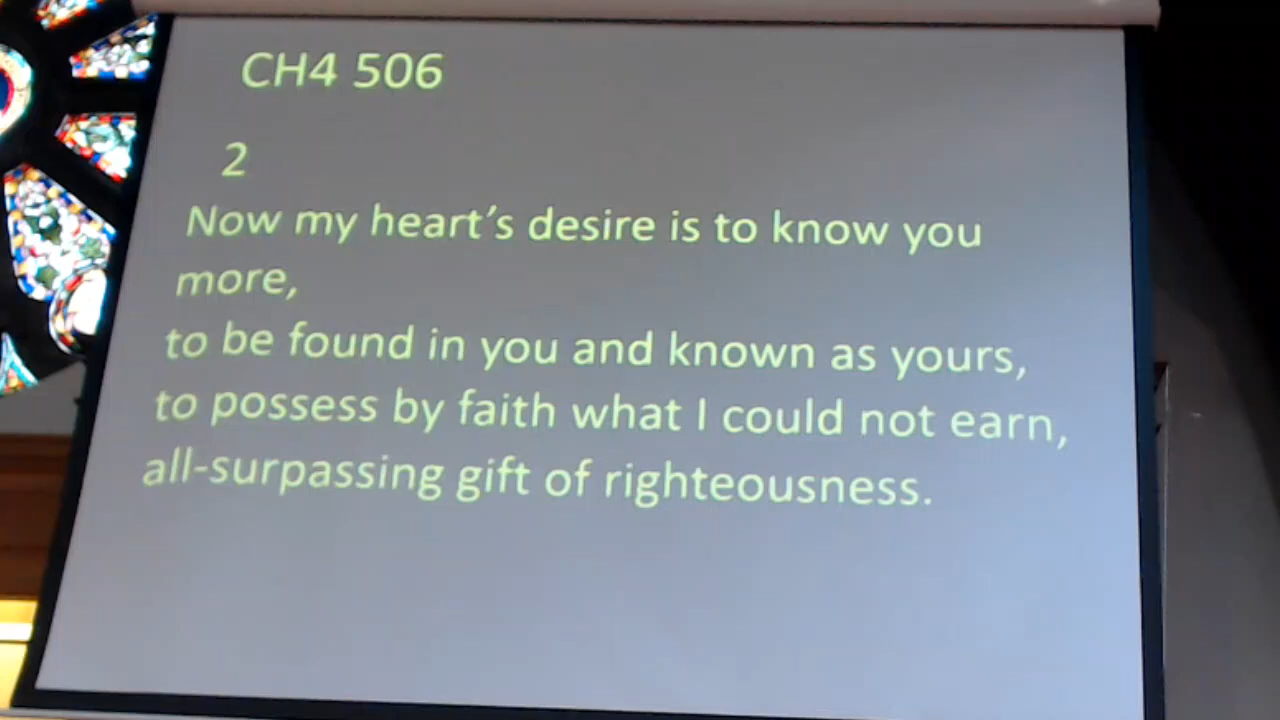 CH4 506
2
Now my heart’s desire is to know you
more,
to be found in you and known as yours,
to possess by faith what I could not earn,
all-surpassing gift of righteousness.